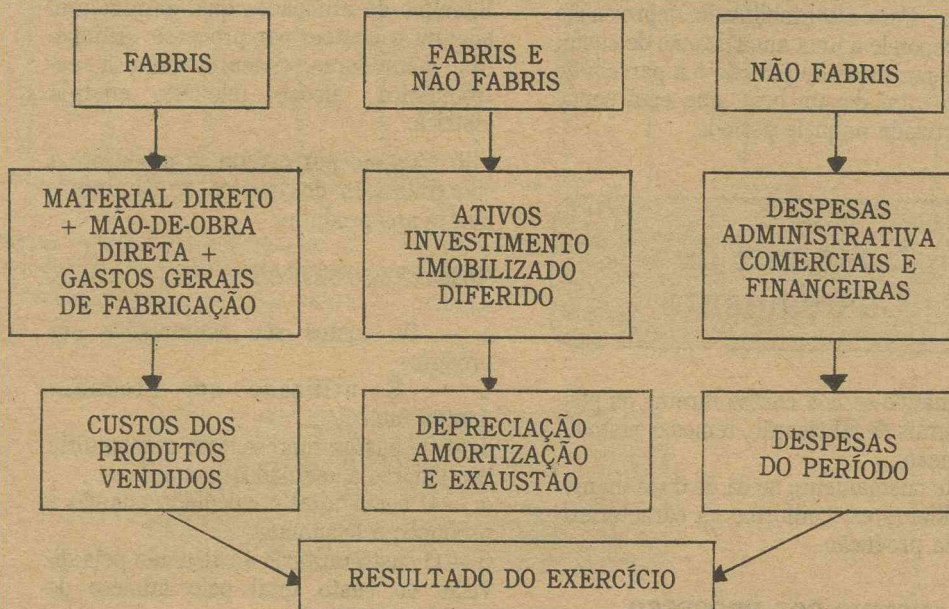 FABRIS
FABRIS E
NÃO FABRIS
NÃO FABRIS
MATERIAL DIRETO
+ MÃO-DE-OBRA
DIRETA +
GASTOS GERAIS
DE FABRICAÇÃO
ATIVOS
INVESTIMENTO
IMOBILIZADO
DIFERIDO
DESPESAS
ADMINISTRATIVA
COMERCIAIS E
FINANCEIRAS
CUSTOS DOS
PRODUTOS
VENDIDOS
DEPRECIAÇÃO
AMORTIZAÇÃO
E EXAUSTÃO
DESPESAS
DO PERÍODO
RESULTADO DO EXERCÍCIO